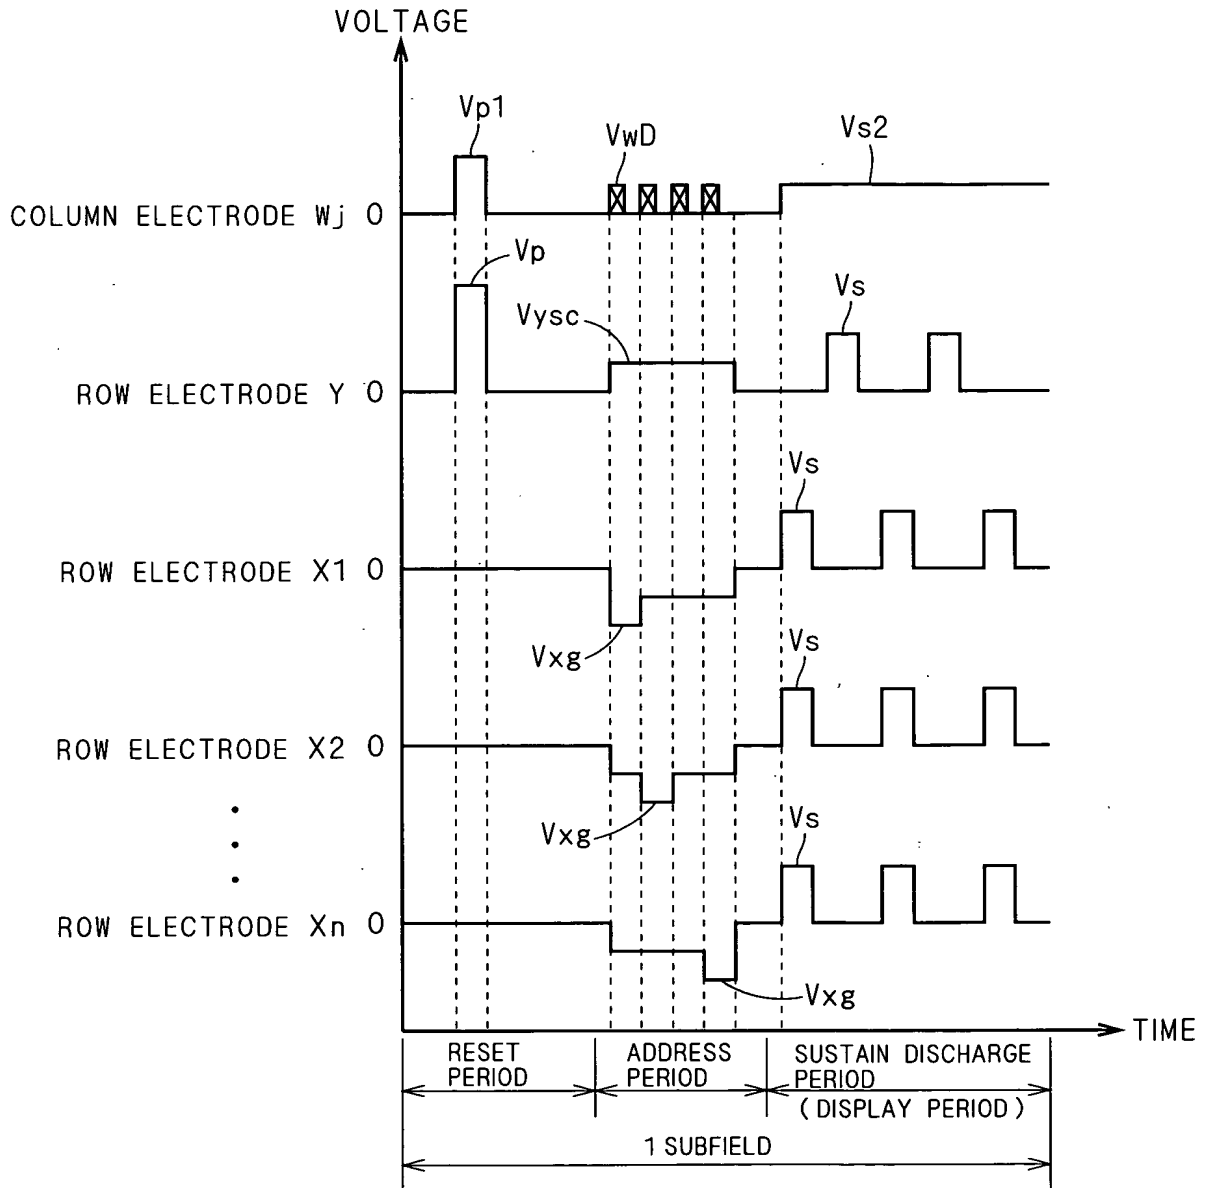 VOLTAGE
Vp1
VwD
Vs2
COLUMN ELECTRODE Wj 0
Vp
Vysc
Vs
ROW ELECTRODE Y 0
Vs
ROW ELECTRODE X1 0
Vxg
Vs
ROW ELECTRODE X2 0
Vxg
Vs
ROW ELECTRODE Xn 0
Vxg
TIME
RESET PERIOD
ADDRESS PERIOD
SUSTAIN DISCHARGE PERIOD
(DISPLAY PERIOD)
1 SUBFIELD